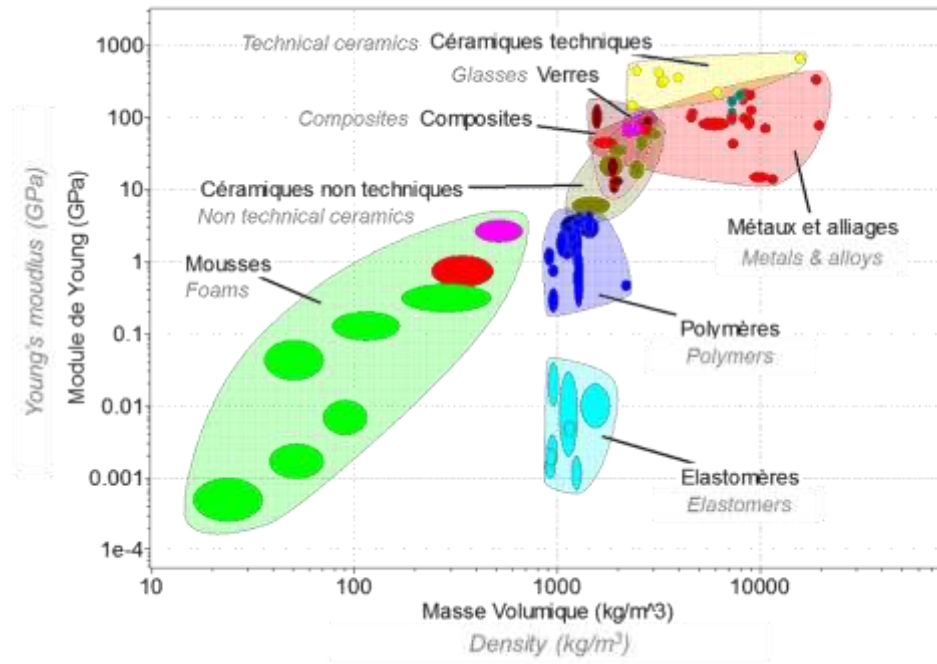 Technical ceramics Céramiques techniques
Glasses Verres
Composites Composites
Céramiques non techniques
Non technical ceramics
Mousses
Foams
Métaux et alliages
Metals & alloys
Polymères
Polymers
Elastomères
Elastomers
Young's moudlus (GPa)
Module de Young (GPa)
1000
100
10
1
0.1
0.01
0.001
1e-4
10 100 1000 10000
Masse Volumique (kg/m^3)
Density (kg/m³)